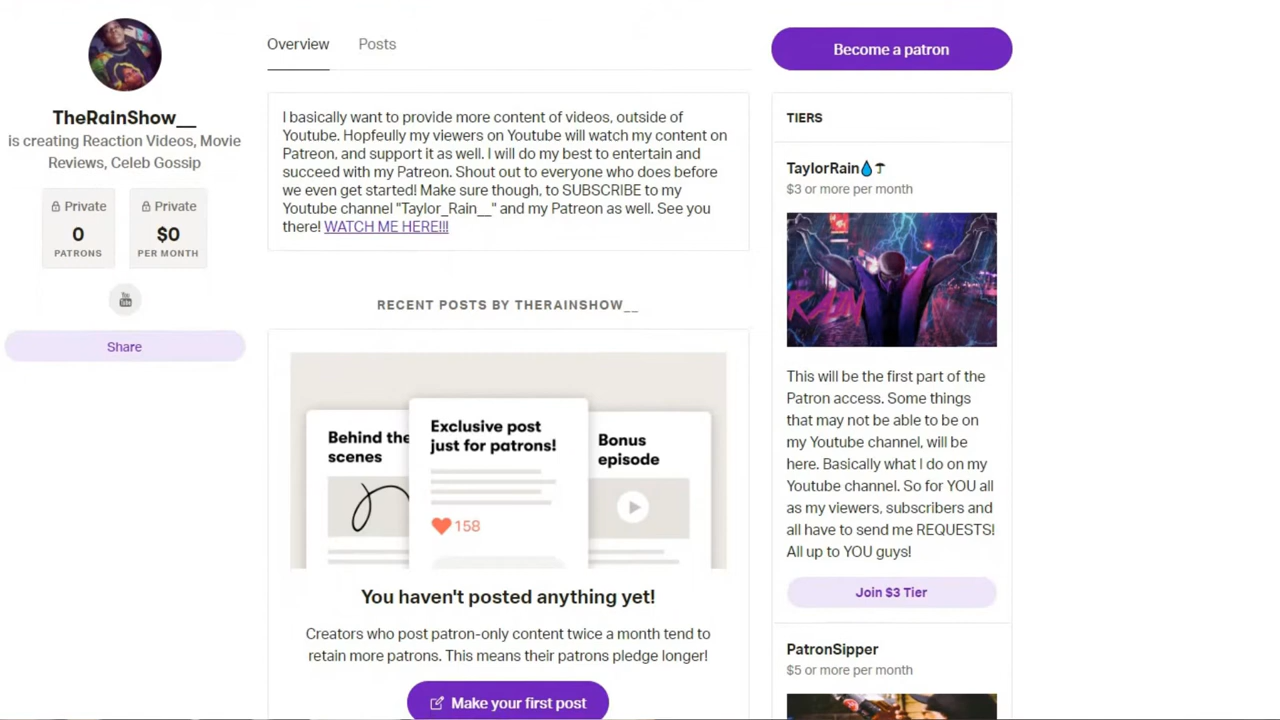 TheRainShow__
is creating Reaction Videos, Movie
Reviews, Celeb Gossip
Private
0
PATRONS
Private
$0
PER MONTH
You
Tube
Share
Overview
Posts
I basically want to provide more content of videos, outside of
Youtube. Hopfeully my viewers on Youtube will watch my content on
Patreon, and support it as well. I will do my best to entertain and
succeed with my Patreon. Shout out to everyone who does before
we even get started! Make sure though, to SUBSCRIBE to my
Youtube channel "Taylor_Rain__" and my Patreon as well. See you
there! WATCH ME HERE!!!
RECENT POSTS BY THERAINSHOW__
Behind the
scenes
Exclusive post
just for patrons!
158
Bonus
episode
You haven't posted anything yet!
Creators who post patron-only content twice a month tend to
retain more patrons. This means their patrons pledge longer!
Make your first post
Become a patron
TIERS
TaylorRain💧☂
$3 or more per month
RAIN
This will be the first part of the
Patron access. Some things
that may not be able to be on
my Youtube channel, will be
here. Basically what I do on my
Youtube channel. So for YOU all
as my viewers, subscribers and
all have to send me REQUESTS!
All up to YOU guys!
Join $3 Tier
PatronSipper
$5 or more per month